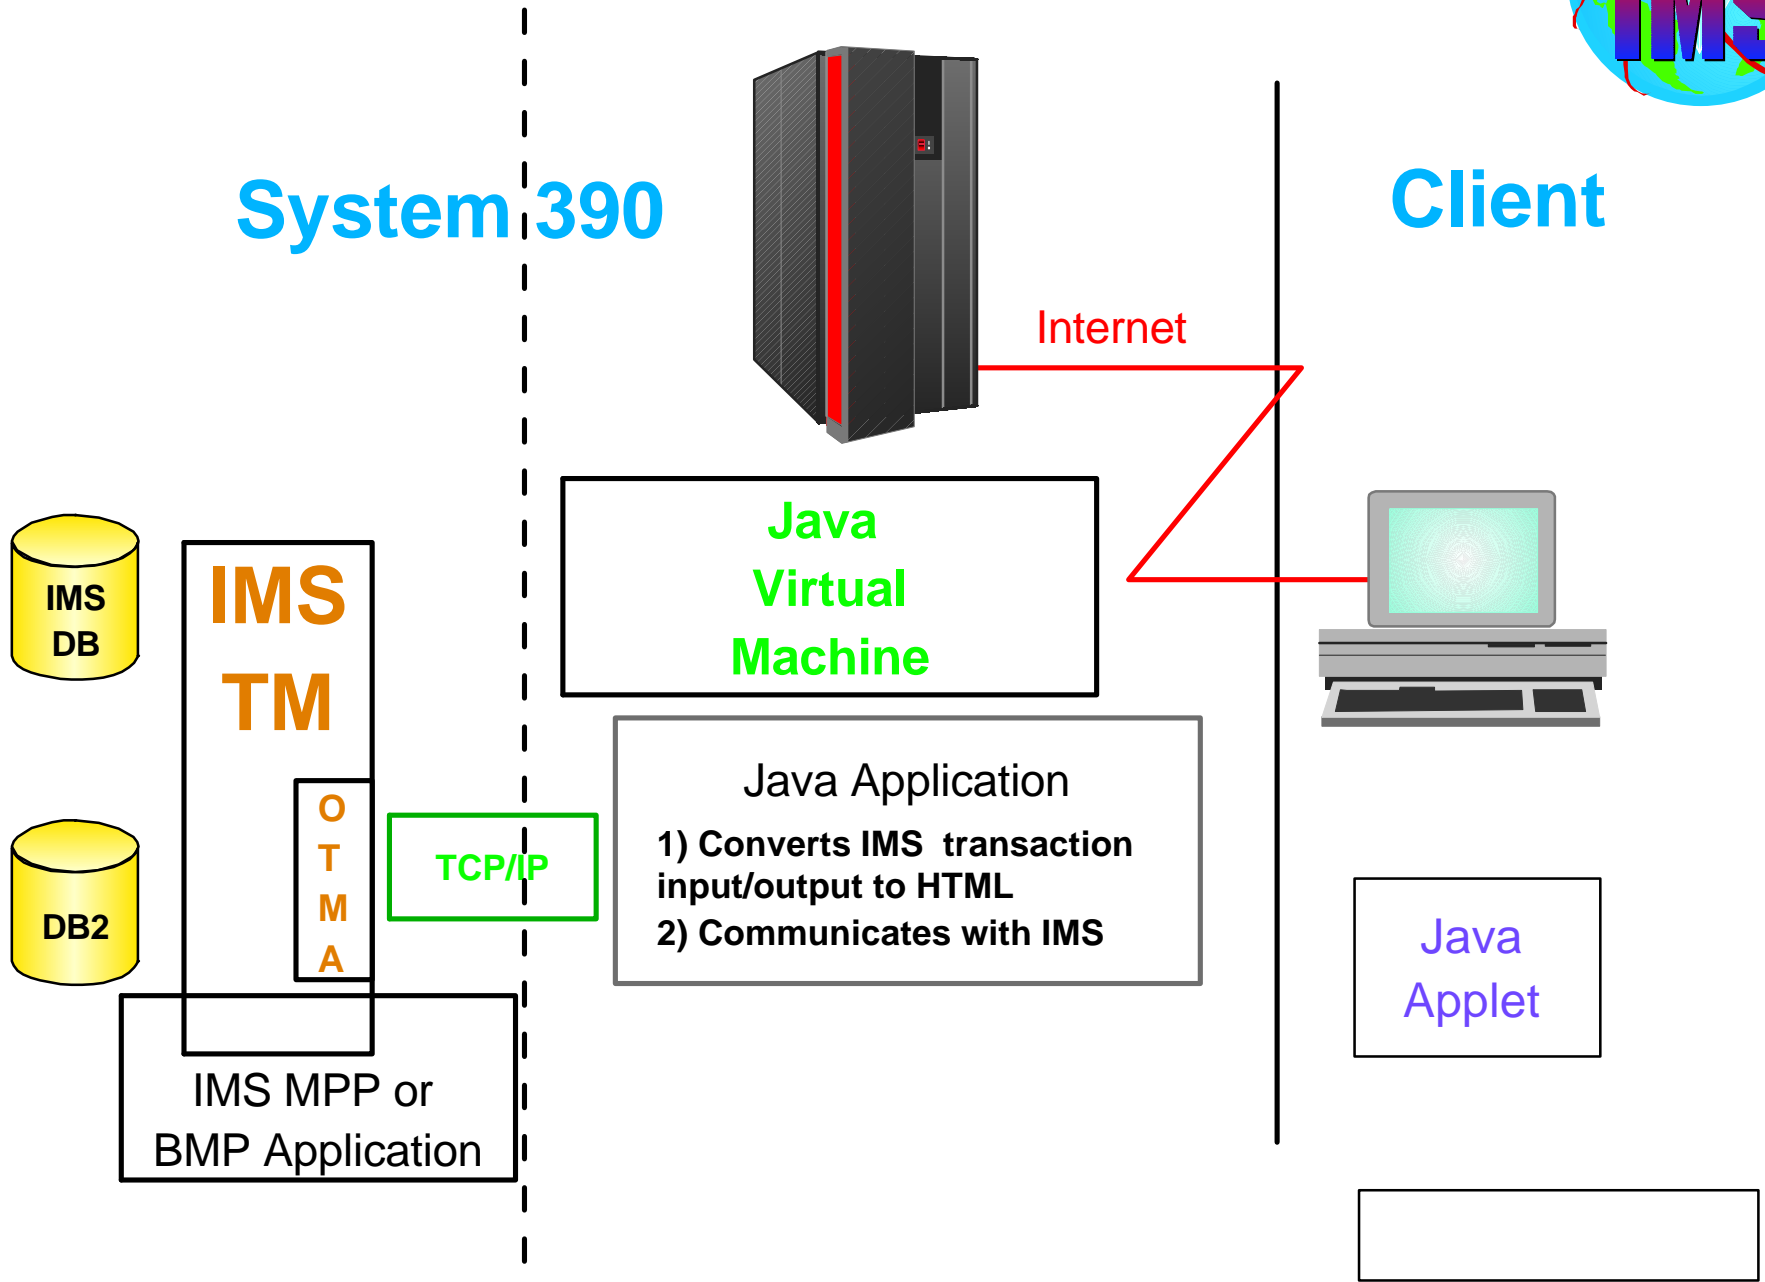 IMS
System 390
Client
Internet
Java
Virtual
Machine
IMS
DB
IMS
TM
O
T
M
A
DB2
TCP/IP
Java Application
1) Converts IMS  transaction
input/output to HTML
2) Communicates with IMS
Java
Applet
IMS MPP or
BMP Application